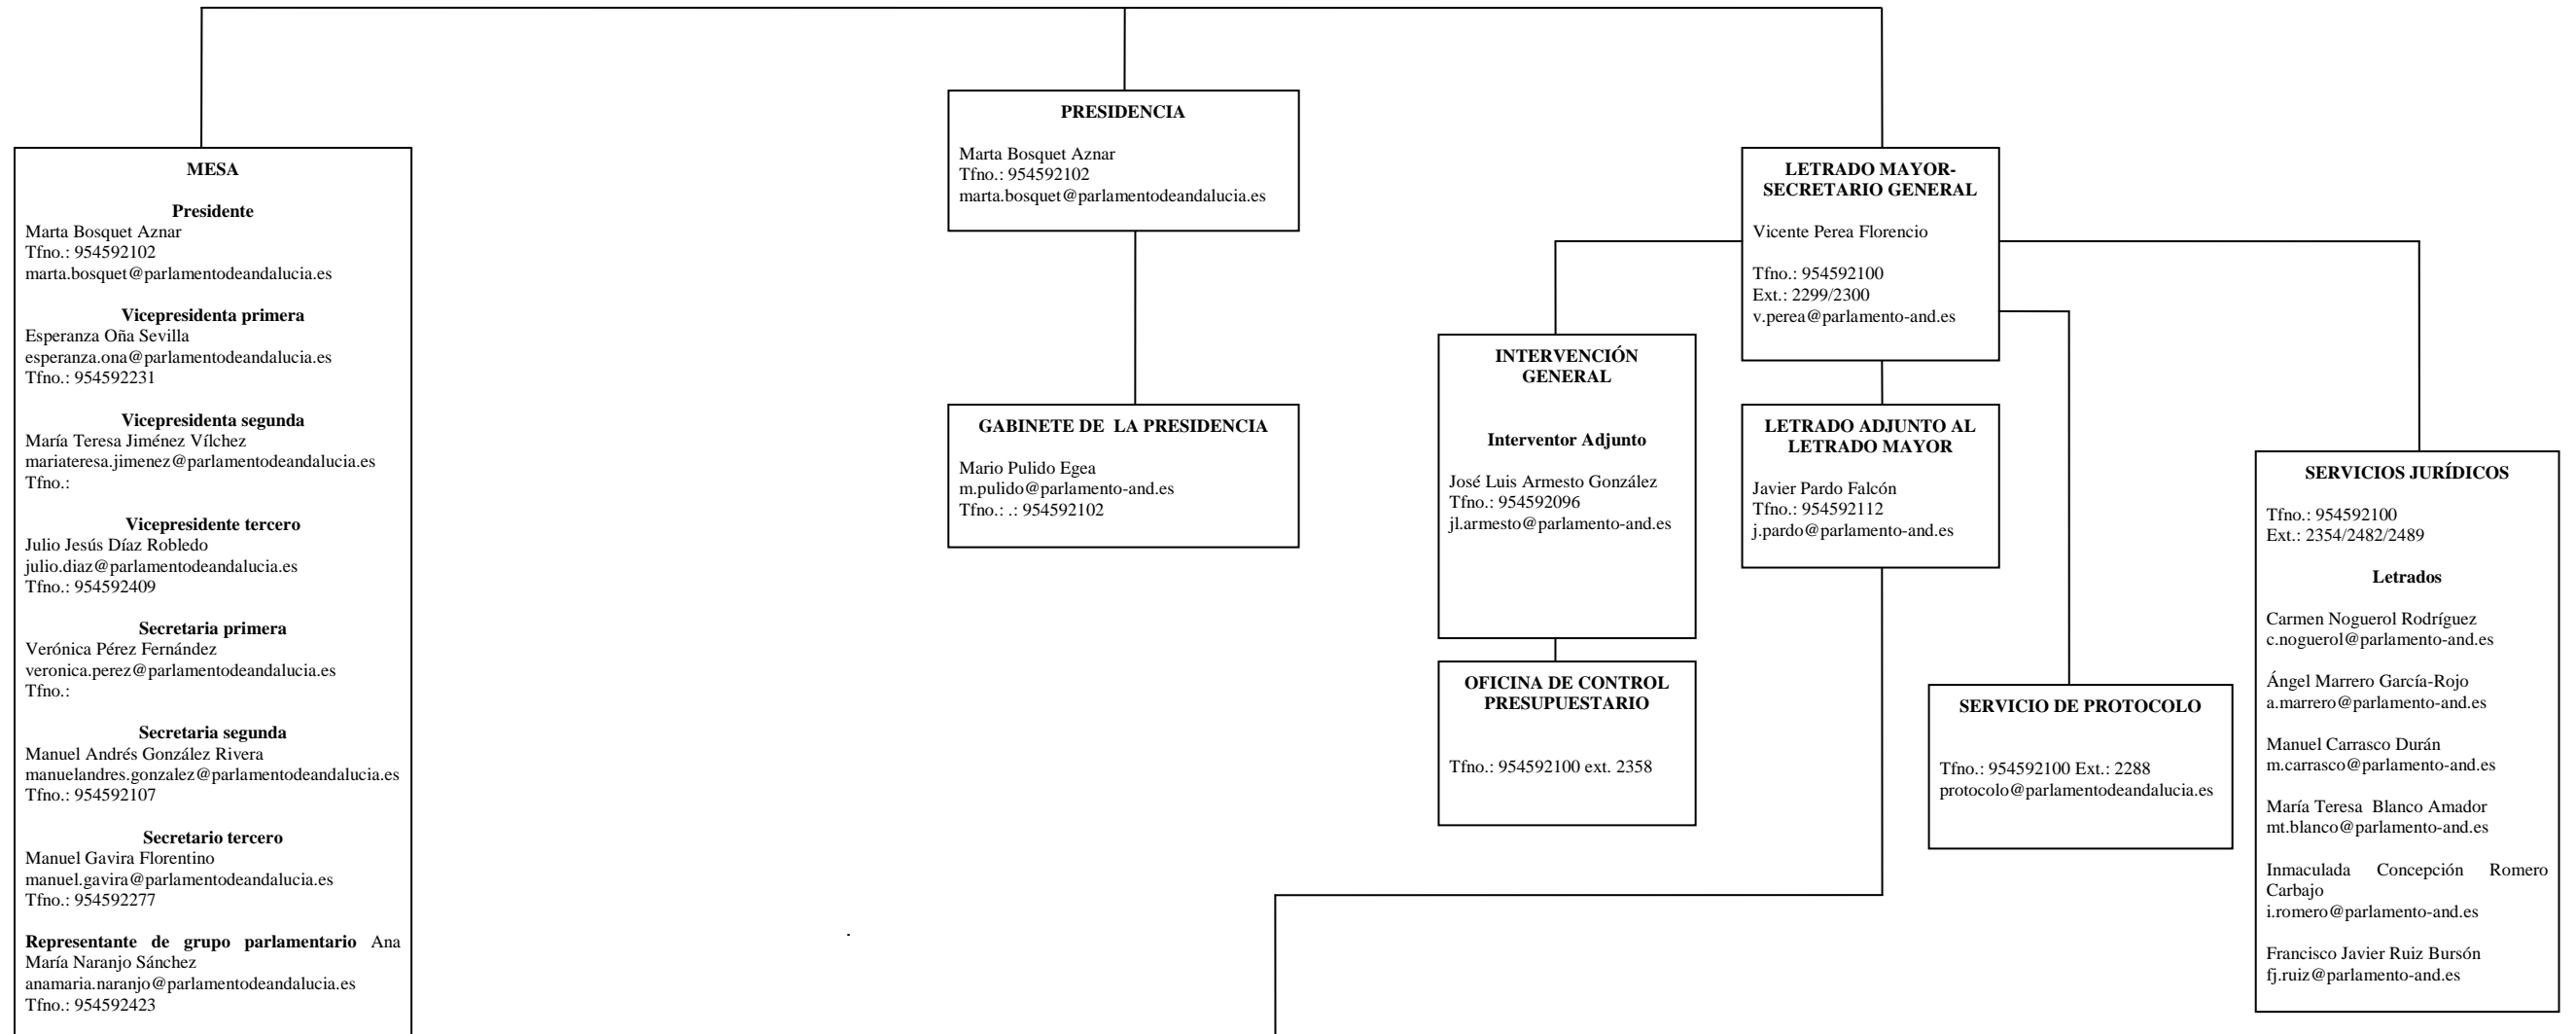 MESA
Presidente
Marta Bosquet Aznar
Tfno.: 954592102
marta.bosquet@parlamentodeandalucia.es
Vicepresidenta primera
Esperanza Oña Sevilla
esperanza.ona@parlamentodeandalucia.es
Tfno.: 954592231
Vicepresidenta segunda
María Teresa Jiménez Vílchez
mariateresa.jimenez@parlamentodeandalucia.es
Tfno.:
Vicepresidente tercero
Julio Jesús Díaz Robledo
julio.diaz@parlamentodeandalucia.es
Tfno.: 954592409
Secretaria primera
Verónica Pérez Fernández
veronica.perez@parlamentodeandalucia.es
Tfno.:
Secretaria segunda
Manuel Andrés González Rivera
manuelandres.gonzalez@parlamentodeandalucia.es
Tfno.: 954592107
Secretario tercero
Manuel Gavira Florentino
manuel.gavira@parlamentodeandalucia.es
Tfno.: 954592277
Representante de grupo parlamentario Ana
María Naranjo Sánchez
anamaria.naranjo@parlamentodeandalucia.es
Tfno.: 954592423
PRESIDENCIA
Marta Bosquet Aznar
Tfno.: 954592102
marta.bosquet@parlamentodeandalucia.es
GABINETE DE  LA PRESIDENCIA
Mario Pulido Egea
m.pulido@parlamento-and.es
Tfno.: .: 954592102
.
LETRADO MAYOR-
SECRETARIO GENERAL
Vicente Perea Florencio
Tfno.: 954592100
Ext.: 2299/2300
v.perea@parlamento-and.es
INTERVENCIÓN
GENERAL
Interventor Adjunto
José Luis Armesto González
Tfno.: 954592096
jl.armesto@parlamento-and.es
OFICINA DE CONTROL
PRESUPUESTARIO
Tfno.: 954592100 ext. 2358
LETRADO ADJUNTO AL
LETRADO MAYOR
Javier Pardo Falcón
Tfno.: 954592112
j.pardo@parlamento-and.es
SERVICIO DE PROTOCOLO
Tfno.: 954592100 Ext.: 2288
protocolo@parlamentodeandalucia.es
SERVICIOS JURÍDICOS
Tfno.: 954592100
Ext.: 2354/2482/2489
Letrados
Carmen Noguerol Rodríguez
c.noguerol@parlamento-and.es
Ángel Marrero García-Rojo
a.marrero@parlamento-and.es
Manuel Carrasco Durán
m.carrasco@parlamento-and.es
María Teresa  Blanco Amador
mt.blanco@parlamento-and.es
Inmaculada Concepción Romero
Carbajo
i.romero@parlamento-and.es
Francisco Javier Ruiz Bursón
fj.ruiz@parlamento-and.es